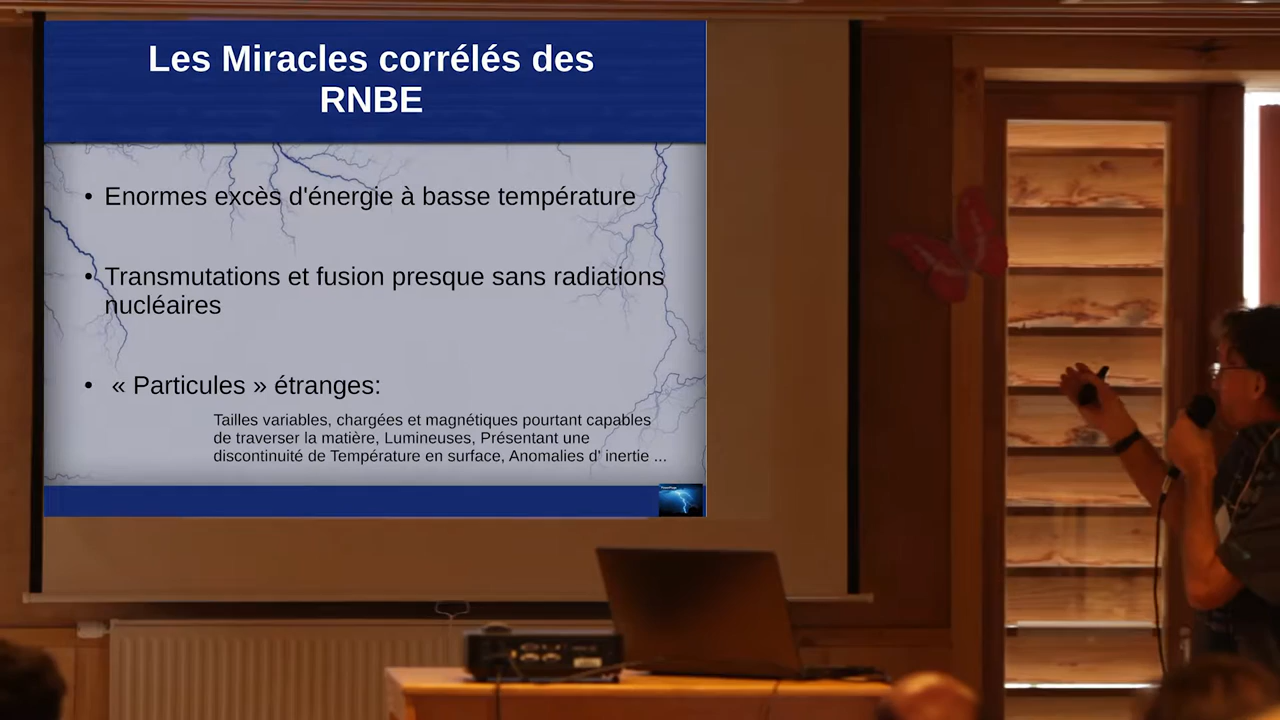 Les Miracles corrélés des
RNBE
• Enormes excès d'énergie à basse température
• Transmutations et fusion presque sans radiations
nucléaires
• « Particules » étranges:
Tailles variables, chargées et magnétiques pourtant capables
de traverser la matière, Lumineuses, Présentant une
discontinuité de Température en surface, Anomalies d' inertie ...